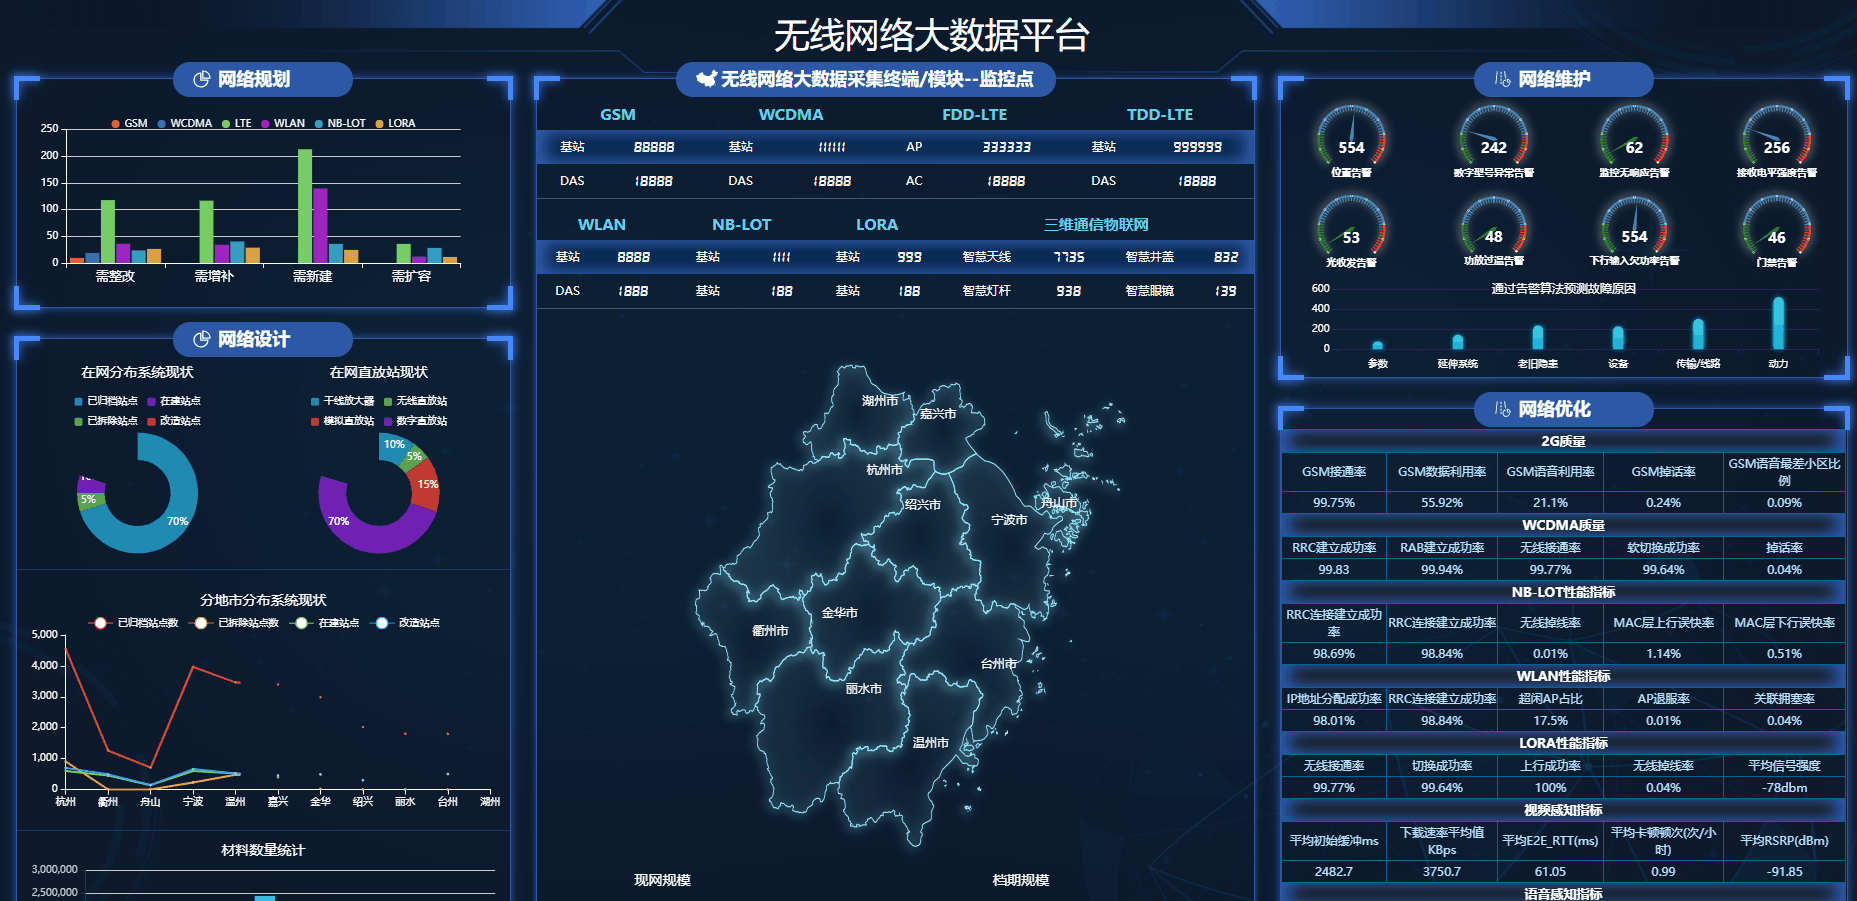 无线网络大数据平台
网络规划
GSM WCDMA LTE WLAN NB-LOT LORA
250
200
150
100
50
0
需整改 需增补 需新建 需扩容
网络设计
在网分布系统现状 在网直放站现状
已归档站点 在建站点
已拆除站点 改造站点
干线放大器 无线直放站
模拟直放站 数字直放站
5%
70%
10%
5%
15%
70%
分地市分布系统现状
已归档站点数 已拆除站点数 在建站点 改造站点
5,000
4,000
3,000
2,000
1,000
0
杭州 衢州 舟山 宁波 温州 嘉兴 金华 绍兴 丽水 台州 湖州
材料数量统计
3,000,000
2,500,000
无线网络大数据采集终端/模块--监控点
GSM WCDMA FDD-LTE TDD-LTE
基站 88888 基站 111111 AP 333333 基站 999999
DAS 18888 DAS 18888 AC 18888 DAS 18888
WLAN NB-LOT LORA 三维通信物联网
基站 8888 基站 1111 基站 999 智慧天线 7735 智慧井盖 832
DAS 1888 基站 188 基站 188 智慧灯杆 938 智慧眼镜 139
湖州市
嘉兴市
杭州市
绍兴市
舟山市
宁波市
金华市
衢州市
台州市
丽水市
温州市
现网规模 档期规模
网络维护
554 242 62 256
位置告警 数字型号异常告警 监控无响应告警 接收电平强度告警
53 48 554 46
光收发告警 功放过温告警 下行输入欠功率告警 门禁告警
通过告警算法预测故障原因
600
400
200
0
参数 延伸系统 老旧隐患 设备 传输/线路 动力
网络优化
2G质量
GSM接通率 GSM数据利用率 GSM语音利用率 GSM掉话率 GSM语音最差小区比例
99.75% 55.92% 21.1% 0.24% 0.09%
WCDMA质量
RRC建立成功率 RAB建立成功率 无线接通率 软切换成功率 掉话率
99.83 99.94% 99.77% 99.64% 0.04%
NB-LOT性能指标
RRC连接建立成功率 RRC连接建立成功率 无线掉线率 MAC层上行误快率 MAC层下行误快率
98.69% 98.84% 0.01% 1.14% 0.51%
WLAN性能指标
IP地址分配成功率 RRC连接建立成功率 超闲AP占比 AP退服率 关联拥塞率
98.01% 98.84% 17.5% 0.01% 0.04%
LORA性能指标
无线接通率 切换成功率 上行成功率 无线掉线率 平均信号强度
99.77% 99.64% 100% 0.04% -78dbm
视频感知指标
平均初始缓冲ms 下载速率平均值KBps 平均E2E_RTT(ms) 平均卡顿顿次(次/小时) 平均RSRP(dBm)
2482.7 3750.7 61.05 0.99 -91.85
语音感知指标